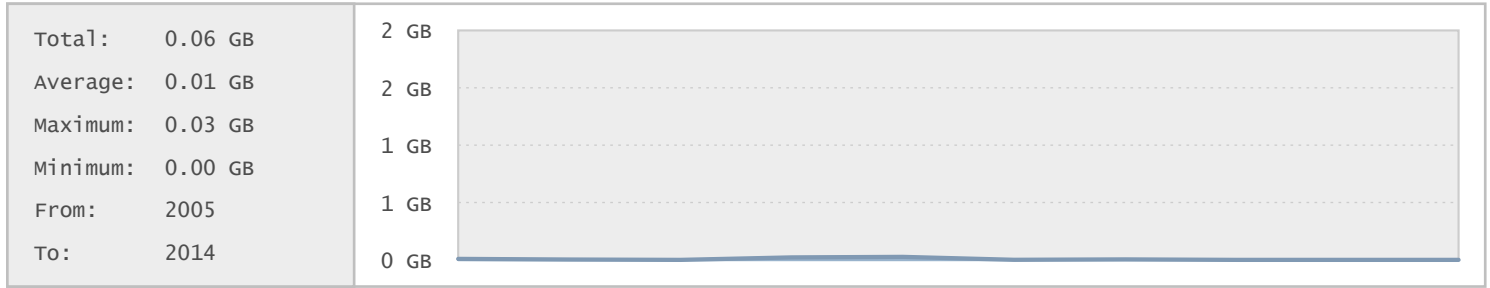 Total: 0.06 GB
Average: 0.01 GB
Maximum: 0.03 GB
Minimum: 0.00 GB
From: 2005
To: 2014
2 GB
2 GB
1 GB
1 GB
0 GB